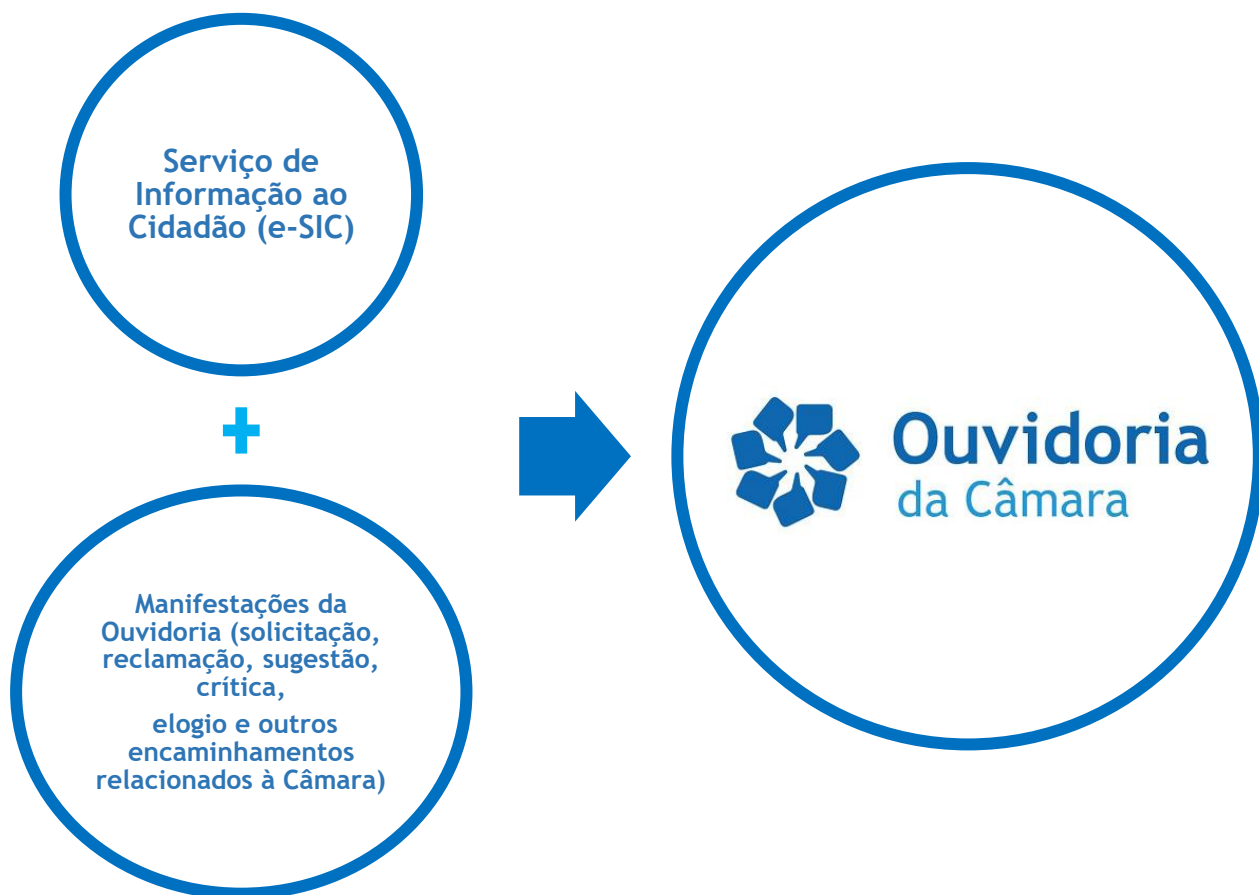 Serviço de
Informação ao
Cidadão (e-SIC)
+
Manifestações da
Ouvidoria (solicitação,
reclamação, sugestão,
crítica,
elogio e outros
encaminhamentos
relacionados à Câmara)
Ouvidoria
da Câmara